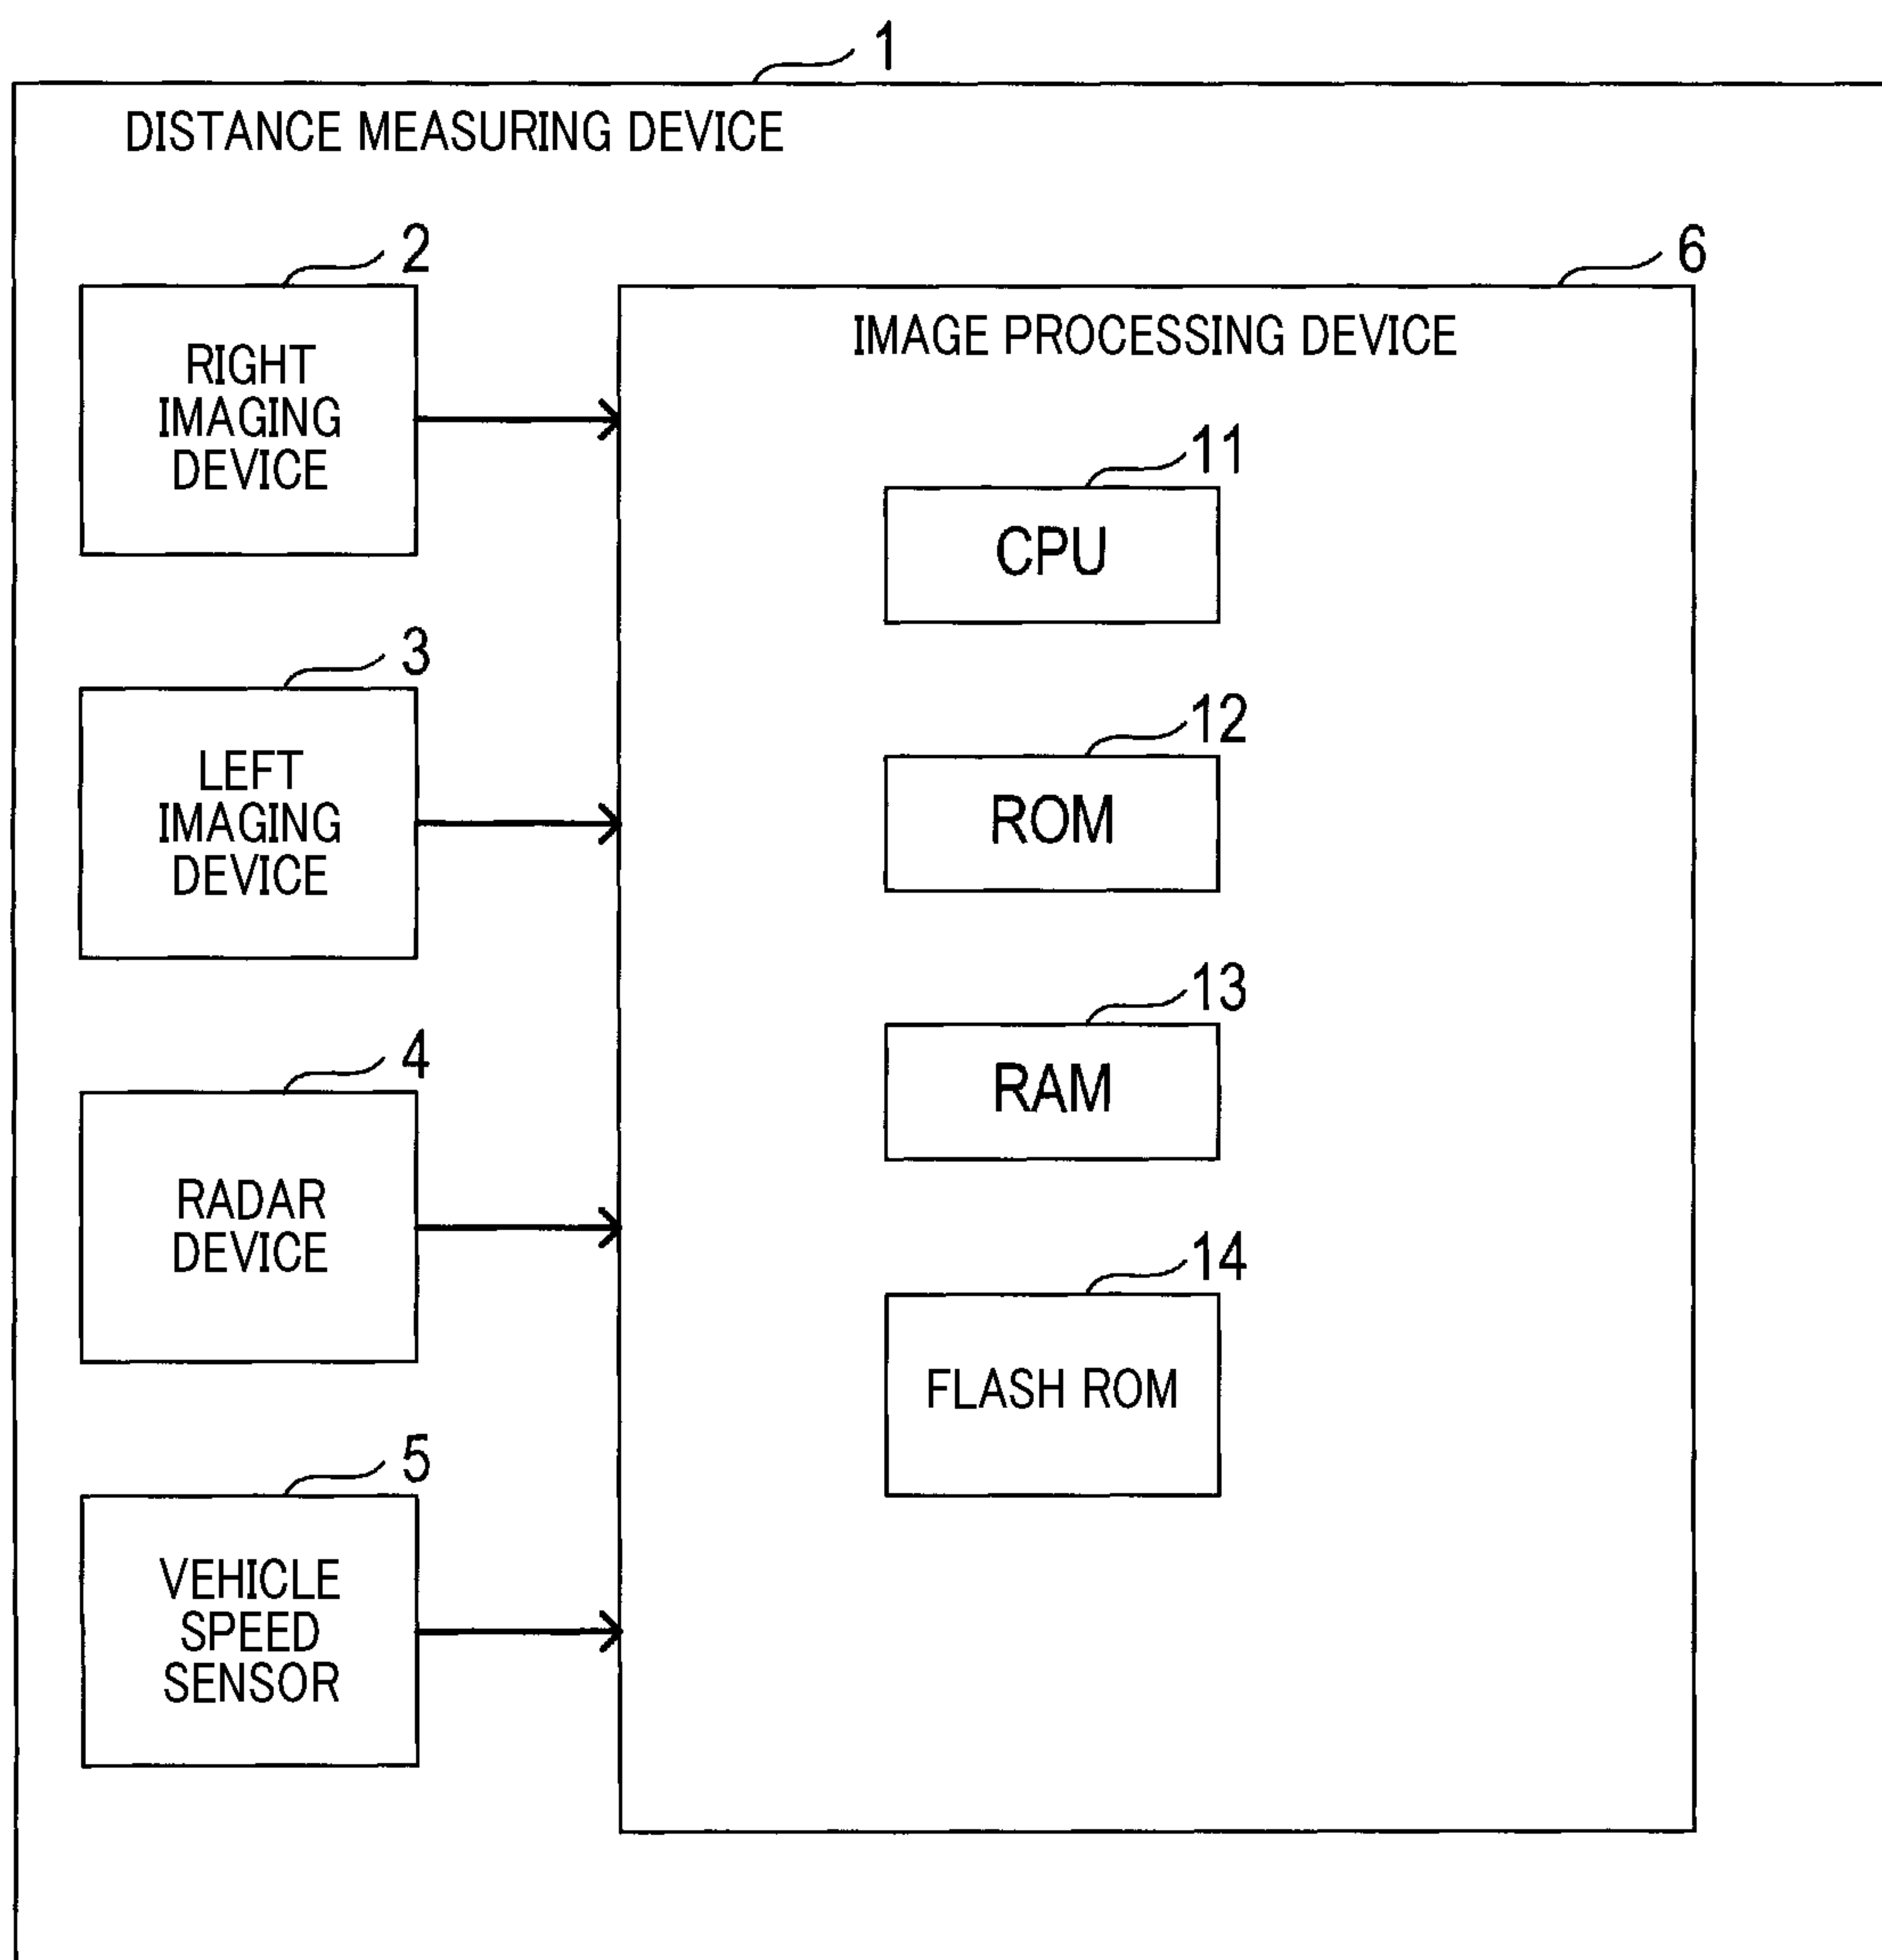 1
DISTANCE MEASURING DEVICE
2
RIGHT
IMAGING
DEVICE
3
LEFT
IMAGING
DEVICE
4
RADAR
DEVICE
5
VEHICLE
SPEED
SENSOR
6
IMAGE PROCESSING DEVICE
11
CPU
12
ROM
13
RAM
14
FLASH ROM